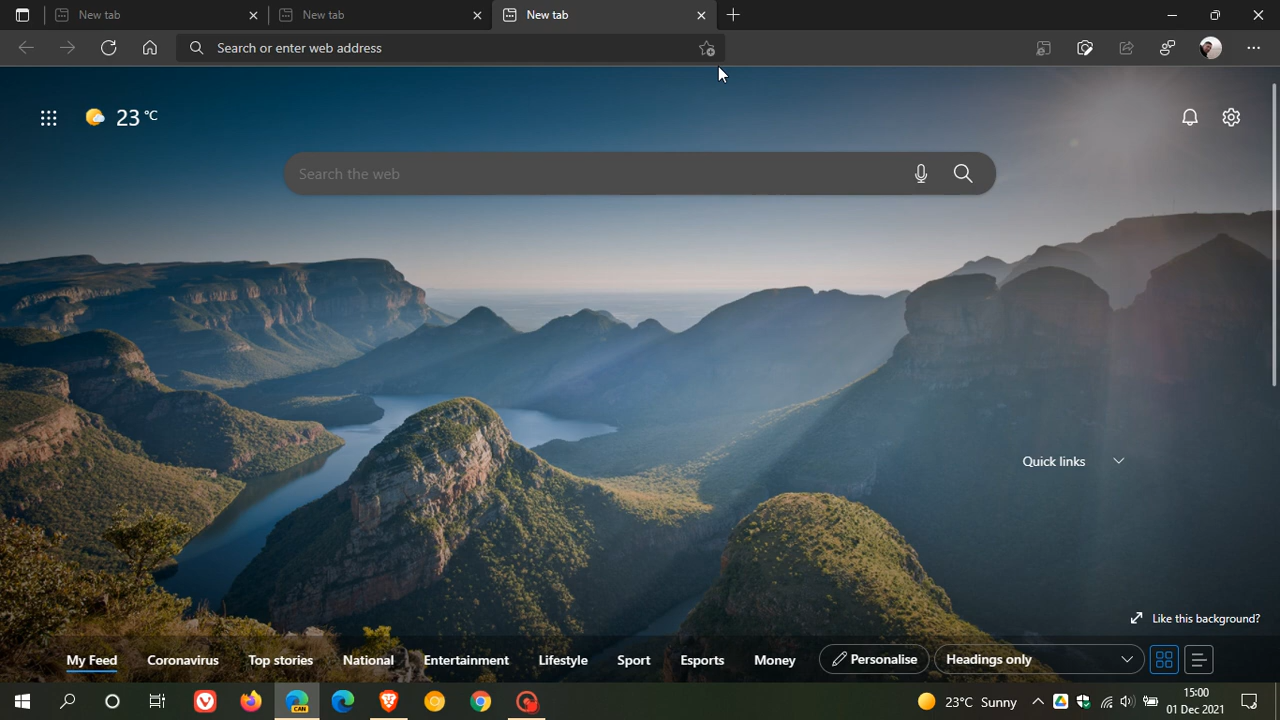 New tab
New tab
New tab
Search or enter web address
23 °C
Search the web
Quick links
Like this background?
My Feed
Coronavirus
Top stories
National
Entertainment
Lifestyle
Sport
Esports
Money
Personalise
Headings only
CAN
23°C Sunny
15:00
01 Dec 2021